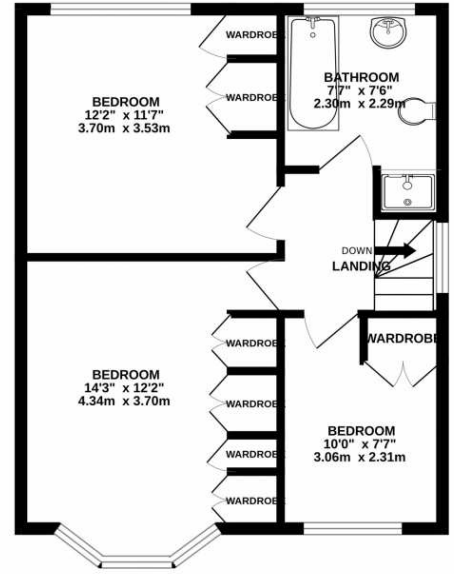 WARDROBE
WARDROBE
BEDROOM
12'2" x 11'7"
3.70m x 3.53m
BATHROOM
7'7" x 7'6"
2.30m x 2.29m
DOWN
LANDING
WARDROBE
WARDROBE
WARDROBE
WARDROBE
WARDROBE
BEDROOM
14'3" x 12'2"
4.34m x 3.70m
BEDROOM
10'0" x 7'7"
3.06m x 2.31m